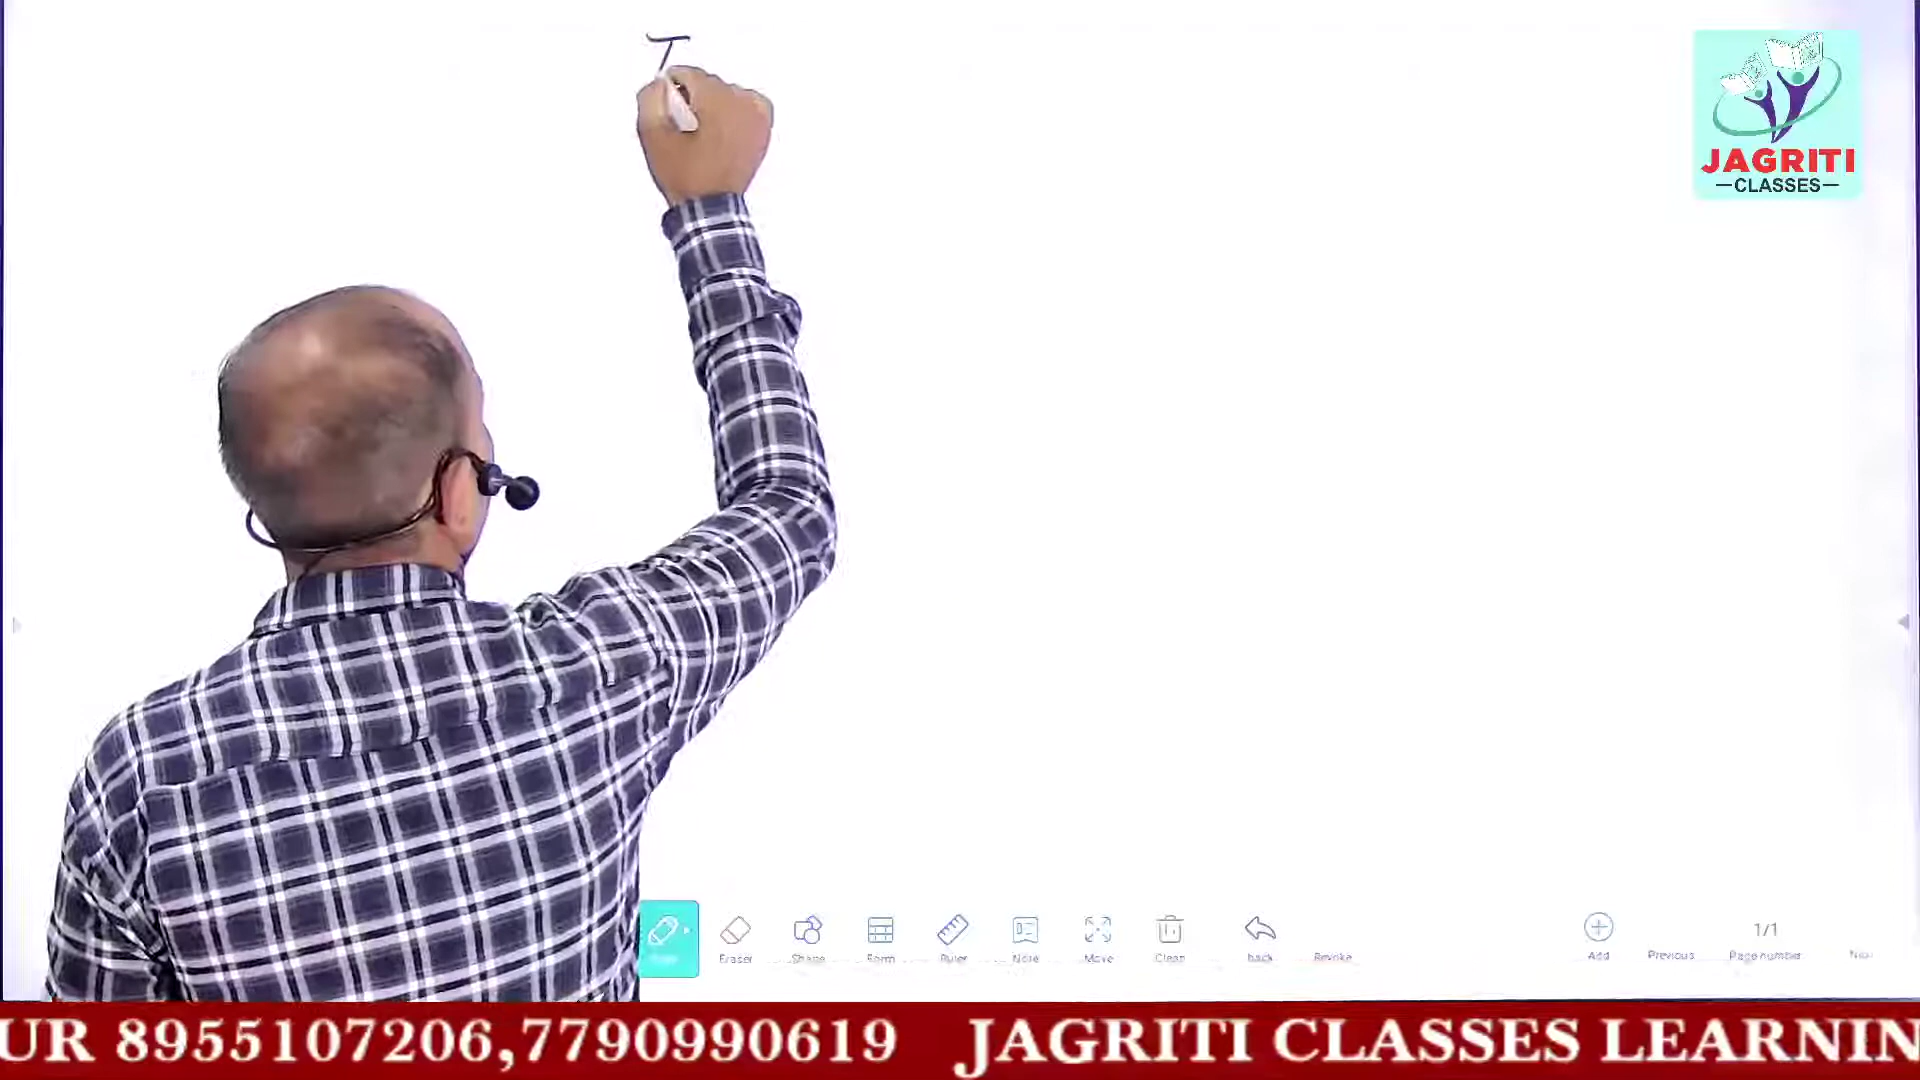 T
JAGRITI
CLASSES
Eraser
Shape
Form
Ruler
Note
Move
Clean
back
Revoke
Add
Previous
1/1
Page number
UR 8955107206,7790990619 JAGRITI CLASSES LEARNIN